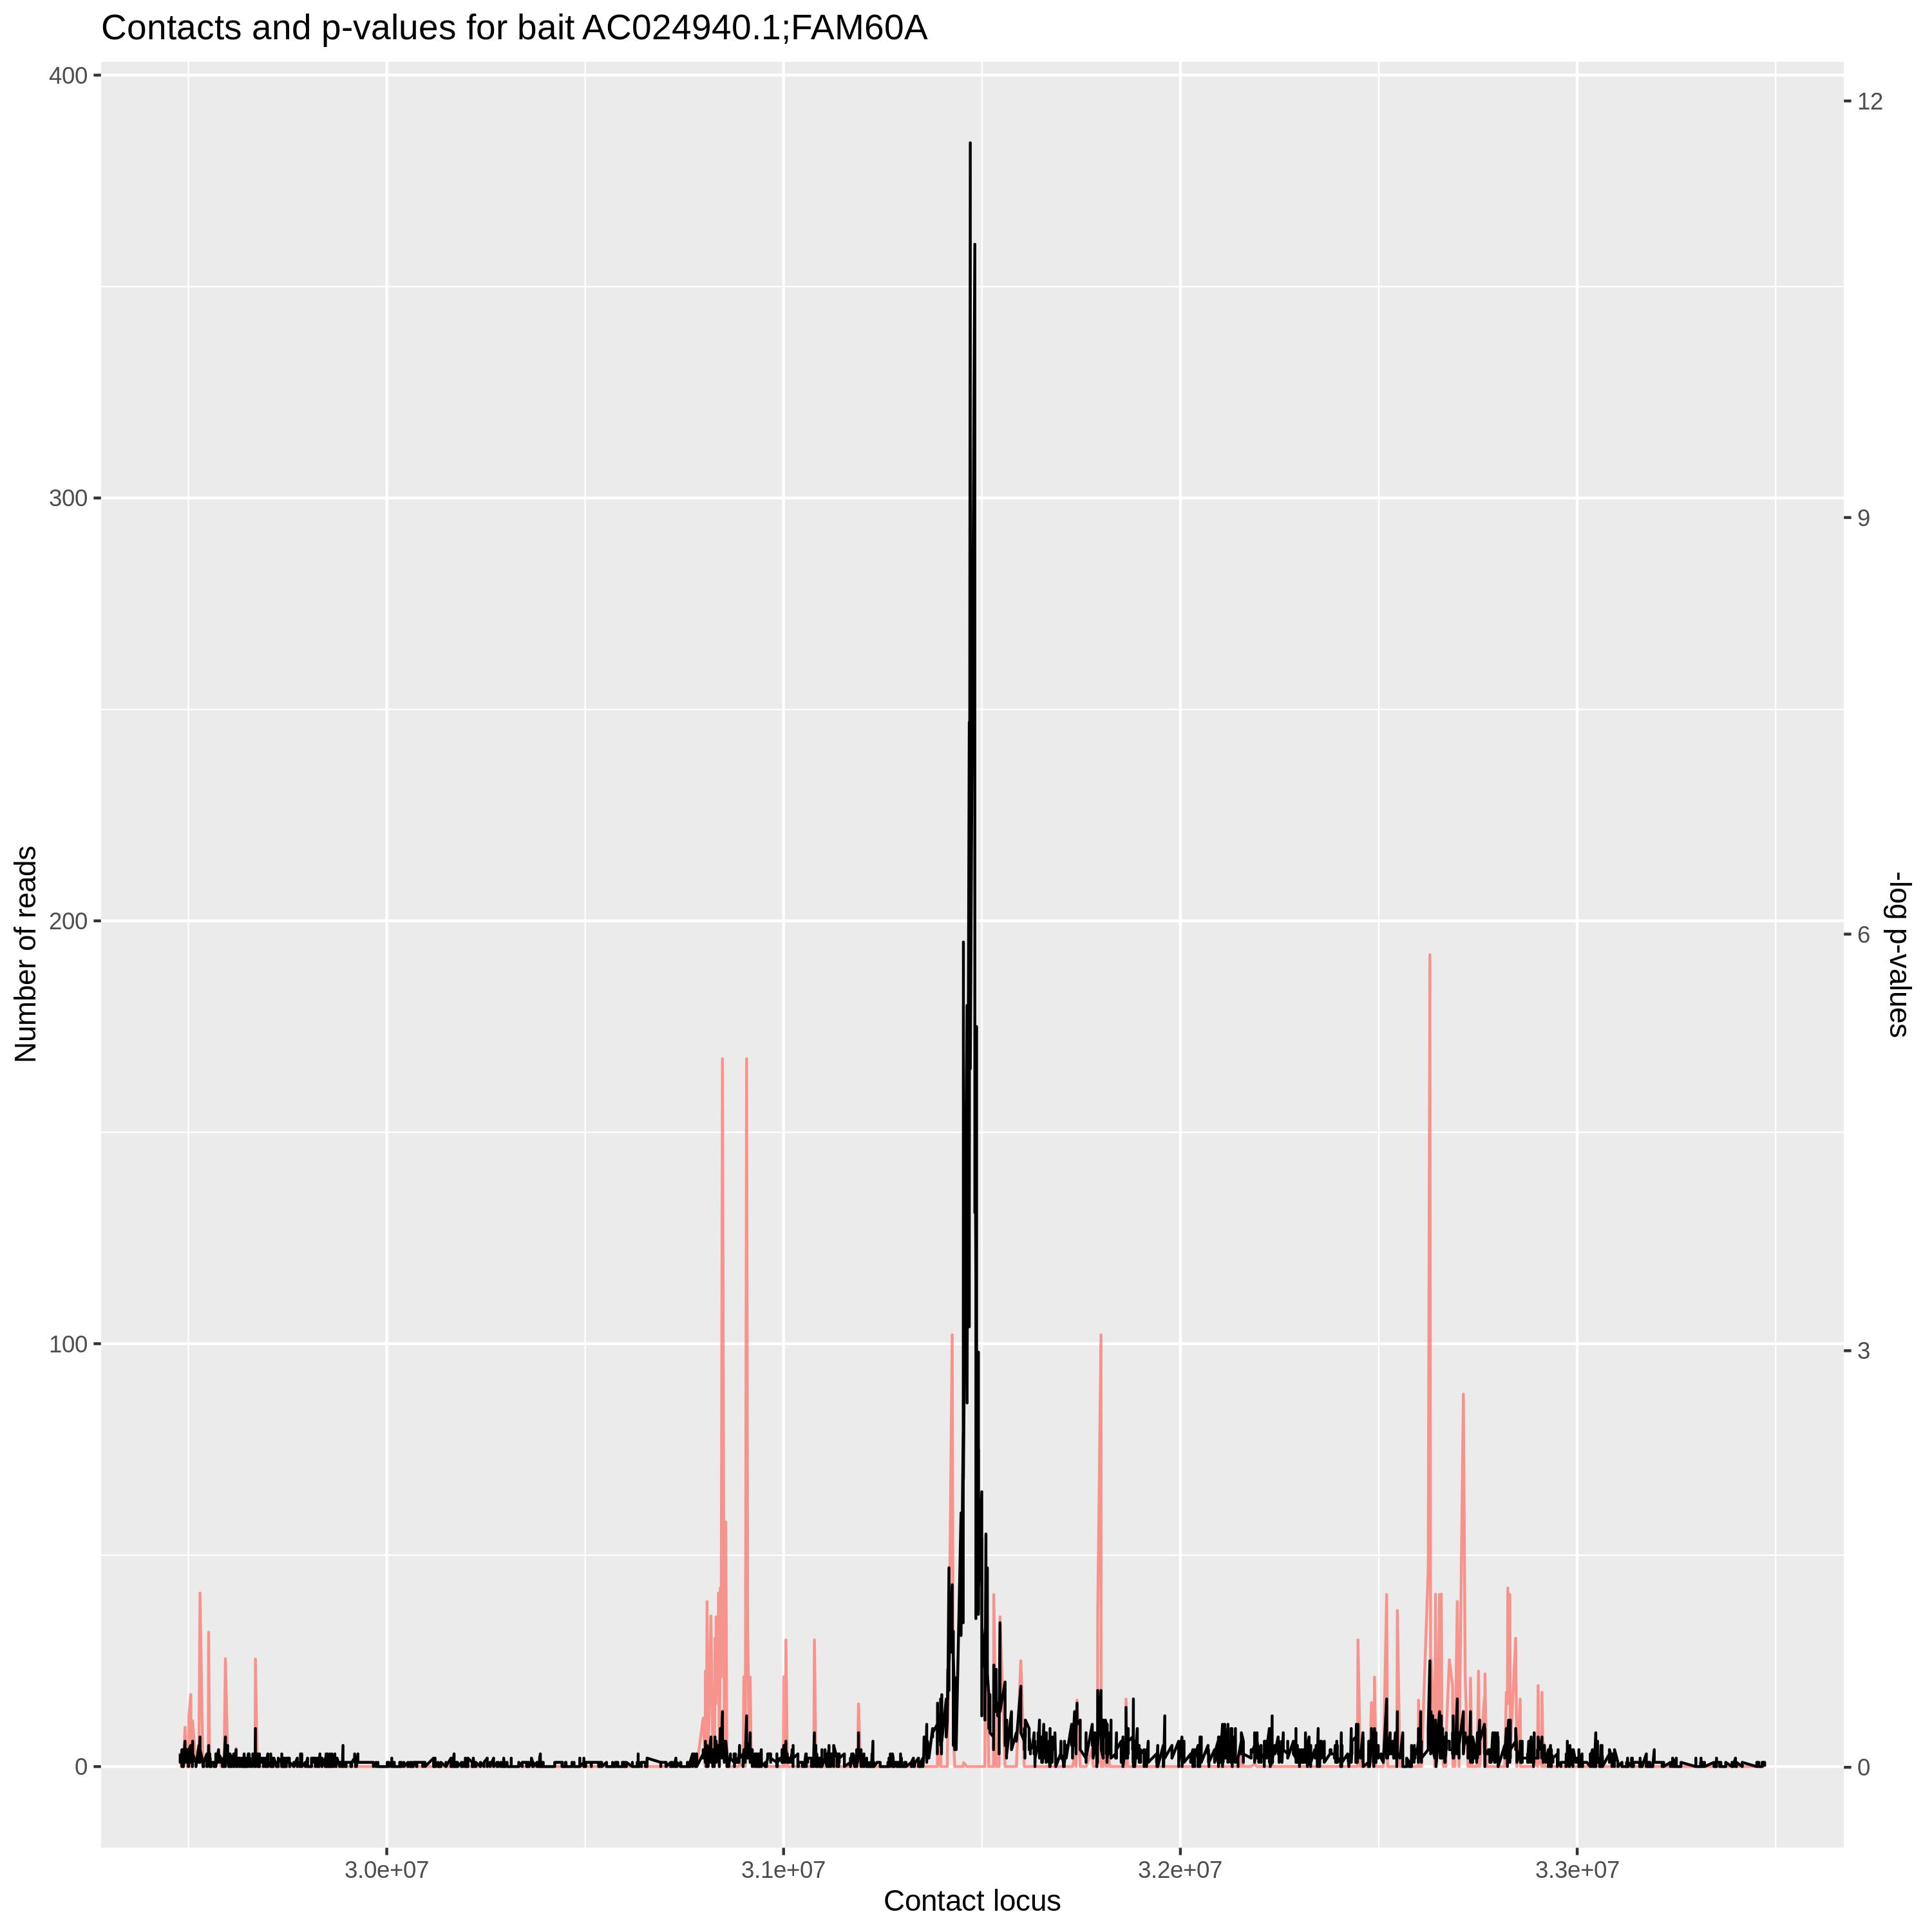 Contacts and p-values for bait AC024940.1;FAM60A
400
300
200
100
0
12
9
6
3
0
Number of reads
-log p-values
3.0e+07
3.1e+07
3.2e+07
3.3e+07
Contact locus